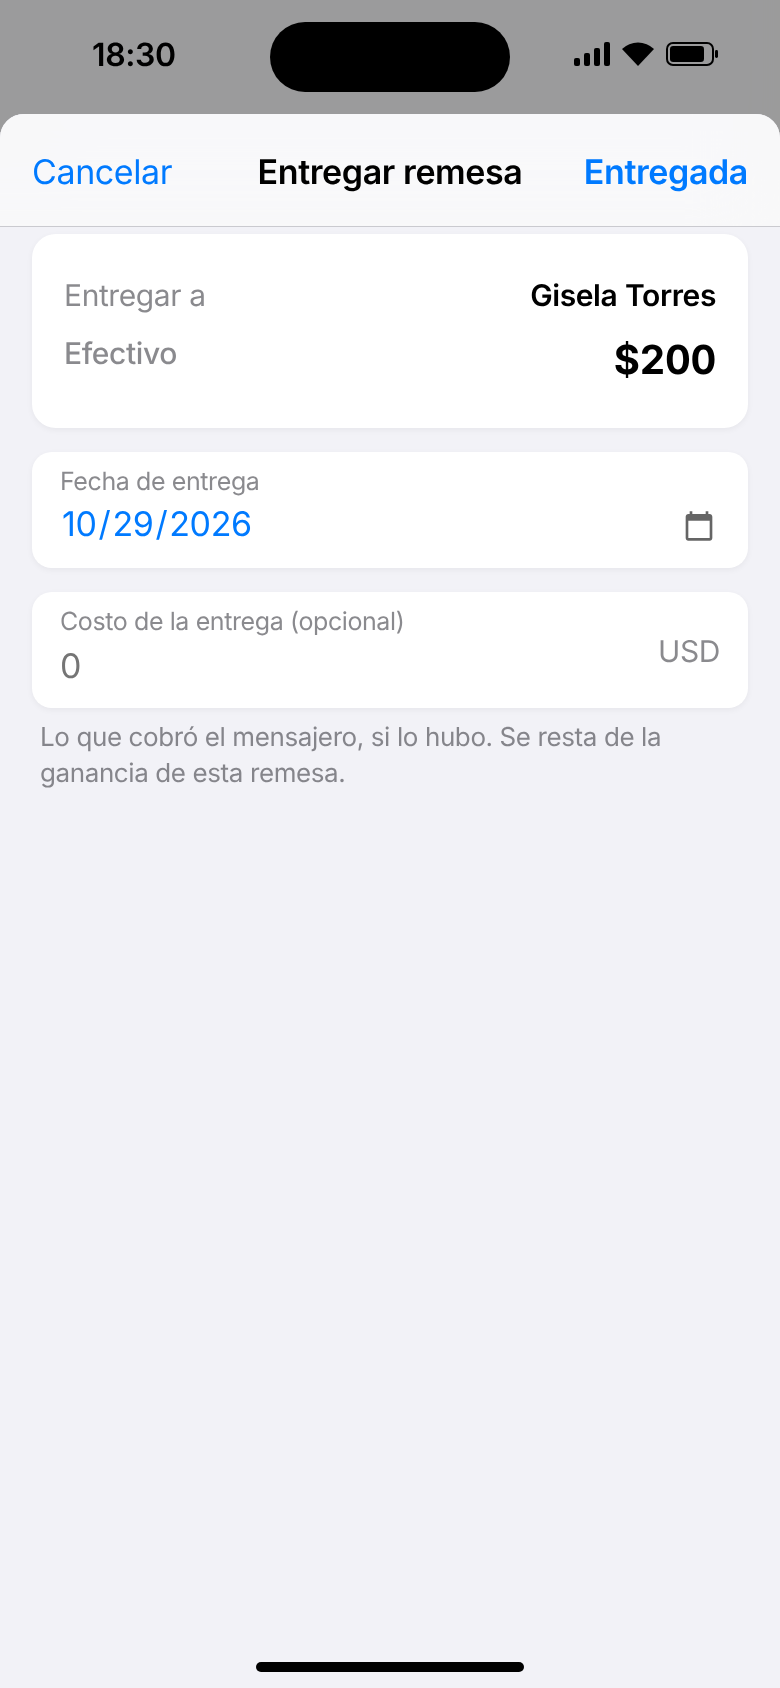 18:30
Cancelar
Entregar remesa
Entregada
Entregar a
Gisela Torres
Efectivo
$200
Fecha de entrega
10/29/2026
Costo de la entrega (opcional)
0
USD
Lo que cobró el mensajero, si lo hubo. Se resta de la
ganancia de esta remesa.